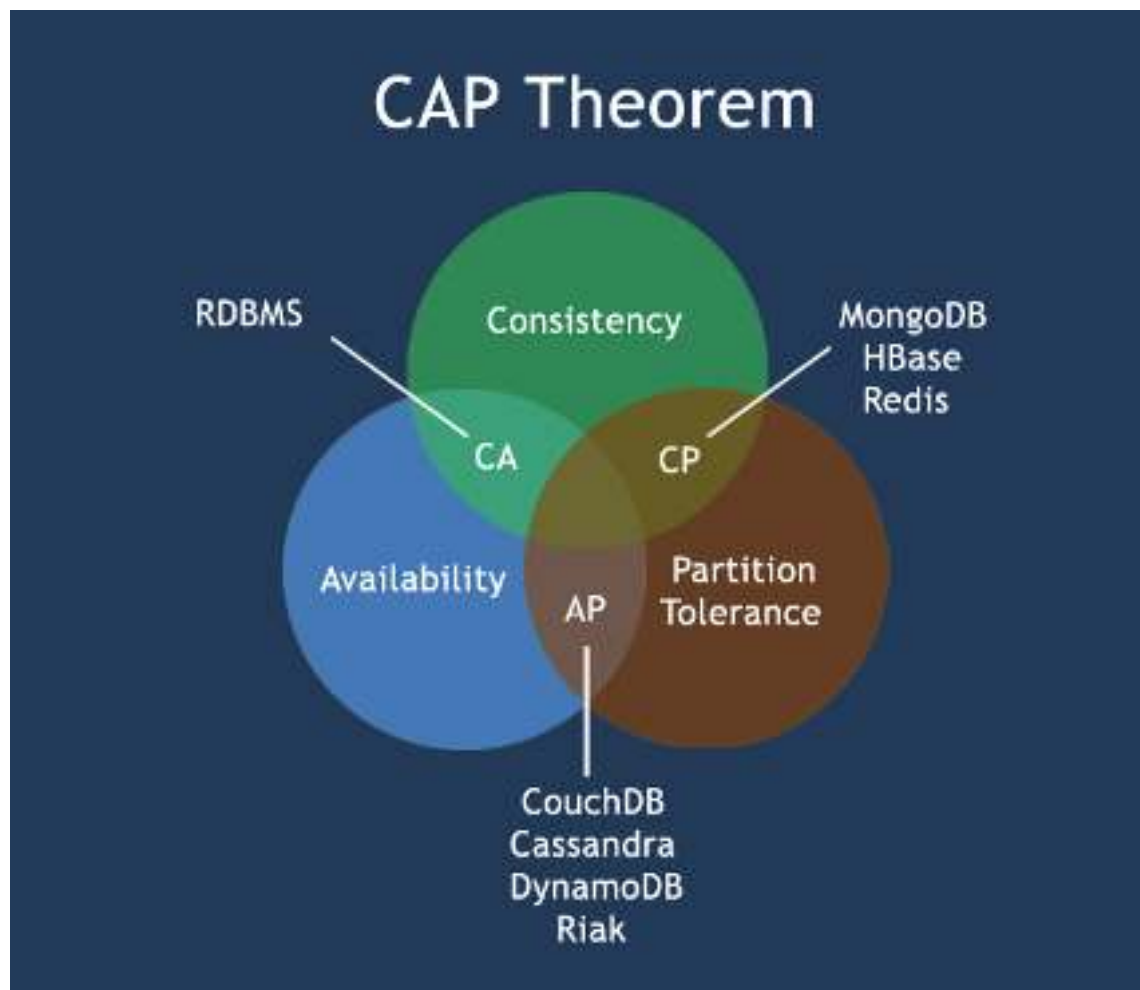 CAP Theorem
RDBMS
Consistency
MongoDB
HBase
Redis
CA
CP
Availability
Partition
Tolerance
AP
CouchDB
Cassandra
DynamoDB
Riak